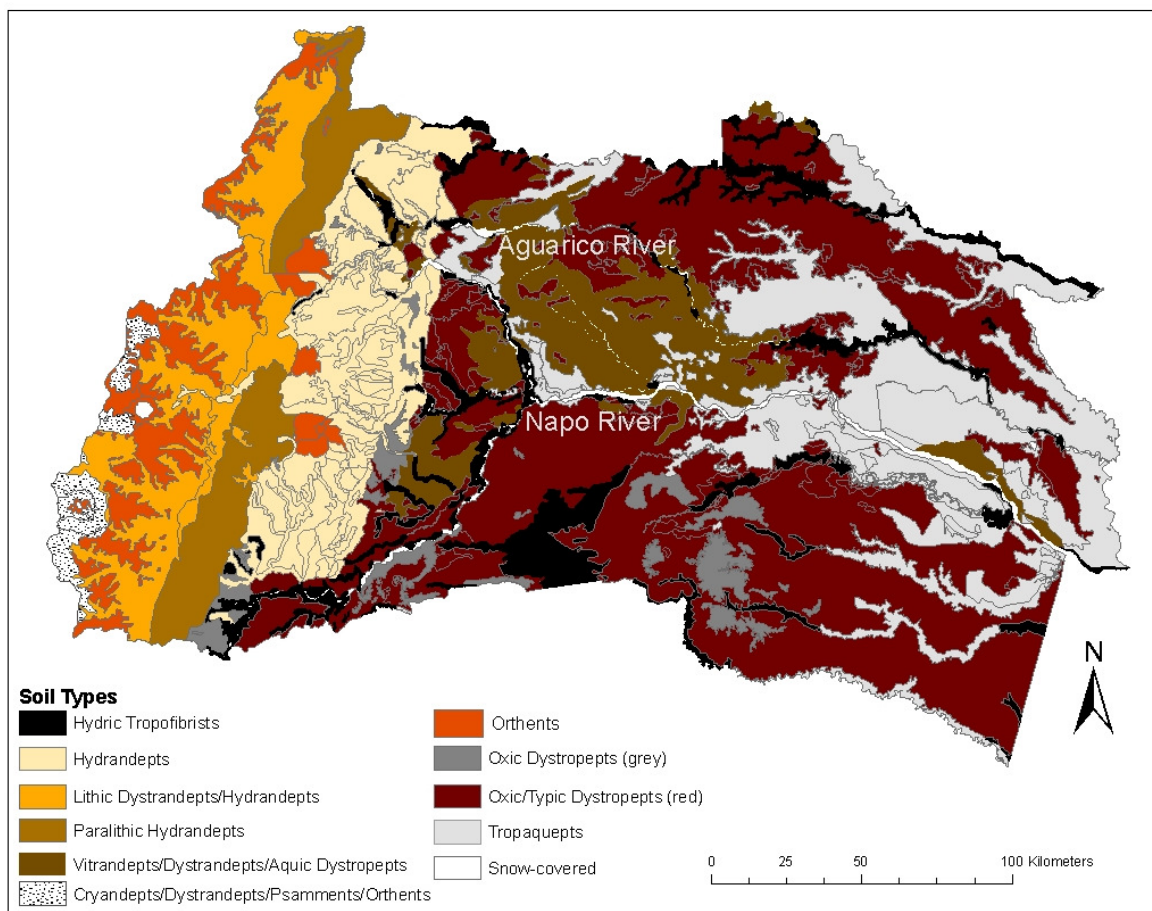 Aguarico River
Napo River
N
Soil Types
Hydric Tropofibrists
Hydrandepts
Lithic Dystrandepts/Hydrandepts
Paralithic Hydrandepts
Vitrandepts/Dystrandepts/Aquic Dystropepts
Cryandepts/Dystrandepts/Psamments/Orthents
Orthents
Oxic Dystropepts (grey)
Oxic/Typic Dystropepts (red)
Tropaquepts
Snow-covered
0 25 50 100 Kilometers